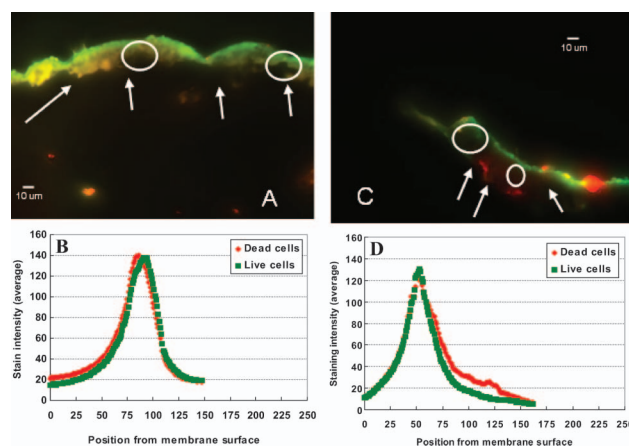 10 um
A
10 um
C
B
Dead cells
Live cells
Stain intensity (average)
160
140
120
100
80
60
40
20
0
0 25 50 75 100 125 150 175 200 225 250
Position from membrane surface
D
Dead cells
Live cells
Staining intensity (average)
160
140
120
100
80
60
40
20
0
0 25 50 75 100 125 150 175 200 225 250
Position from membrane surface